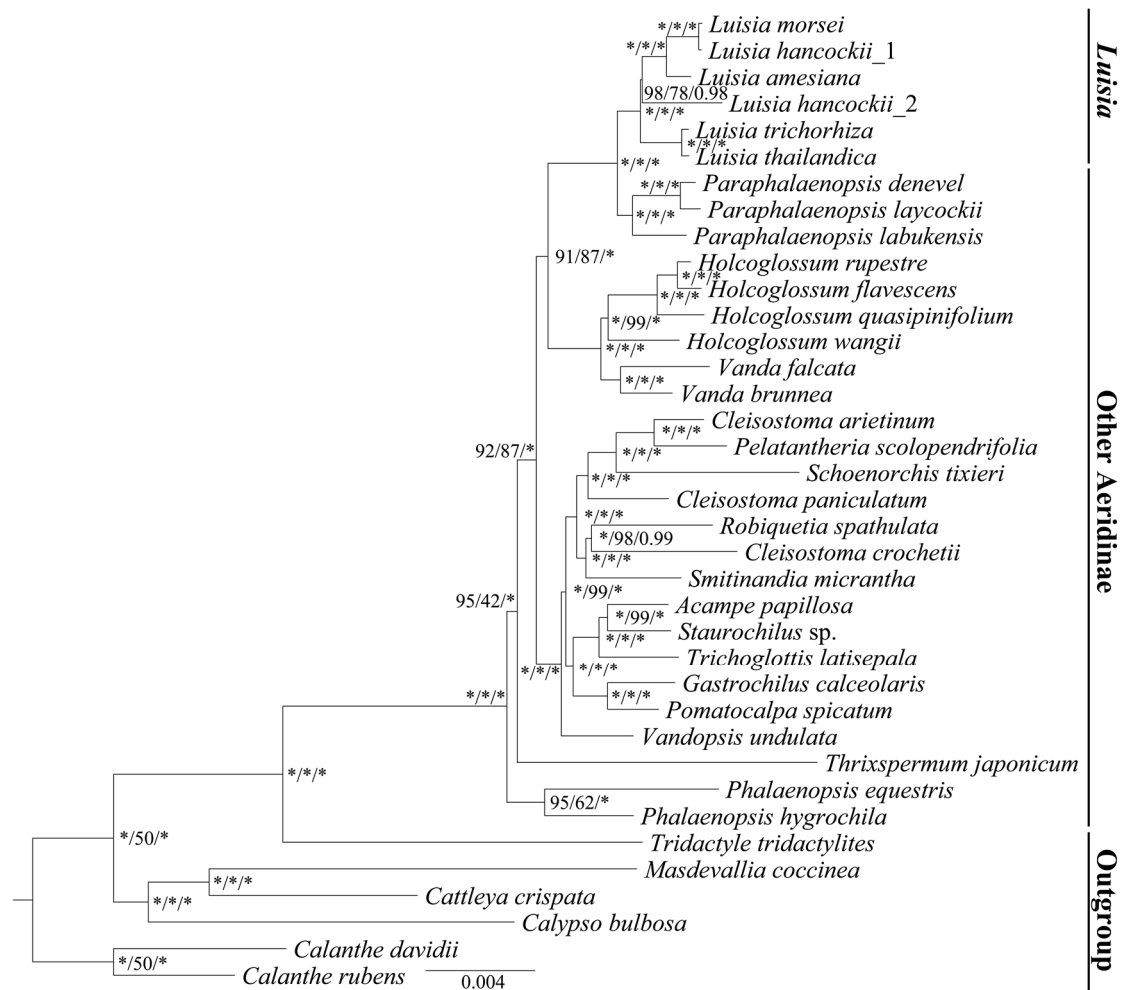 */*/*
Luisia morsei
*/*/*
Luisia hancockii_1
Luisia amesiana
98/78/0.98
Luisia hancockii_2
*/*/*
Luisia trichorhiza
*/*/*
Luisia thailandica
*/*/*
*/*/*
Paraphalaenopsis denevel
Paraphalaenopsis laycockii
*/*/*
Paraphalaenopsis labukensis
91/87/*
Holcoglossum rupestre
*/*/*
Holcoglossum flavescens
*/*/*
Holcoglossum quasipinifolium
*/99/*
Holcoglossum wangii
*/*/*
Vanda falcata
*/*/*
Vanda brunnea
Cleisostoma arietinum
*/*/*
Pelatantheria scolopendrifolia
92/87/*
*/*/*
Schoenorchis tixieri
*/*/*
Cleisostoma paniculatum
*/*/*
Robiquetia spathulata
*/98/0.99
Cleisostoma crochetii
*/*/*
Smitinandia micrantha
*/99/*
95/42/*
Acampe papillosa
*/99/*
Staurochilus sp.
*/*/*
Trichoglottis latisepala
*/*/*
*/*/*
Gastrochilus calceolaris
*/*/*
*/*/*
Pomatocalpa spicatum
Vandopsis undulata
Thrixspermum japonicum
*/*/*
Phalaenopsis equestris
95/62/*
Phalaenopsis hygrochila
*/50/*
Tridactyle tridactylites
Masdevallia coccinea
*/*/*
Cattleya crispata
*/*/*
Calypso bulbosa
Calanthe davidii
*/50/*
Calanthe rubens
0.004
Luisia
Other Aeridinae
Outgroup